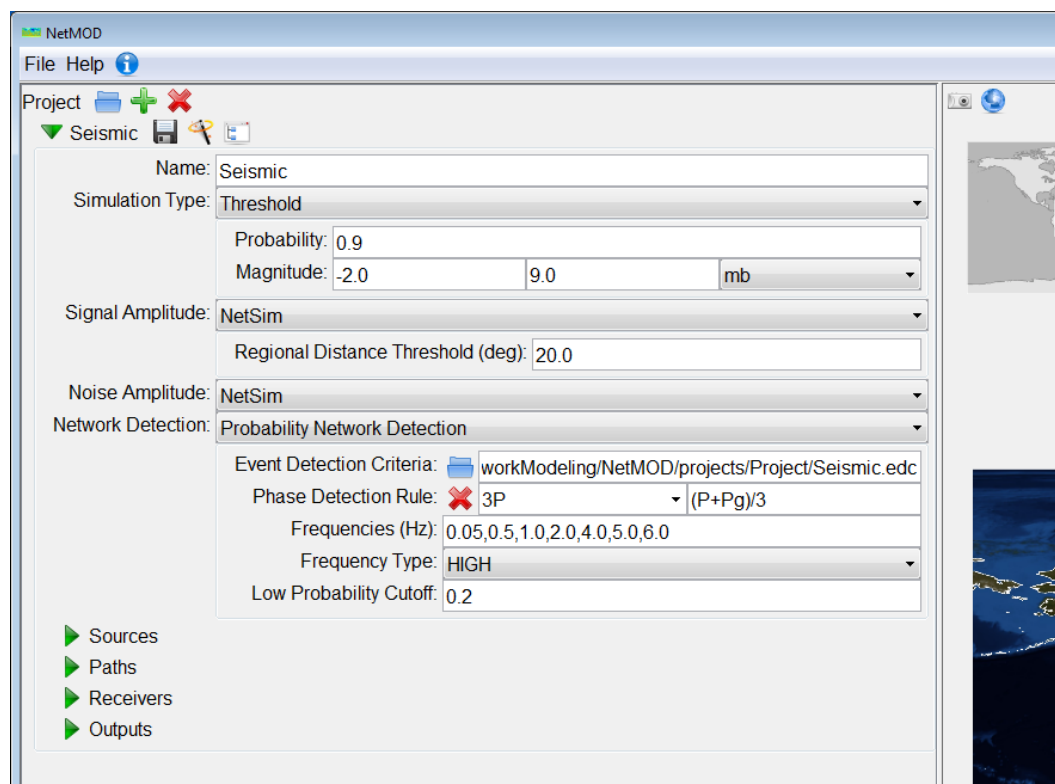 NetMOD
File Help
Project
Seismic
Name: Seismic
Simulation Type: Threshold
Probability: 0.9
Magnitude: -2.0 9.0 mb
Signal Amplitude: NetSim
Regional Distance Threshold (deg): 20.0
Noise Amplitude: NetSim
Network Detection: Probability Network Detection
Event Detection Criteria: workModeling/NetMOD/projects/Project/Seismic.edc
Phase Detection Rule: 3P (P+Pg)/3
Frequencies (Hz): 0.05,0.5,1.0,2.0,4.0,5.0,6.0
Frequency Type: HIGH
Low Probability Cutoff: 0.2
Sources
Paths
Receivers
Outputs